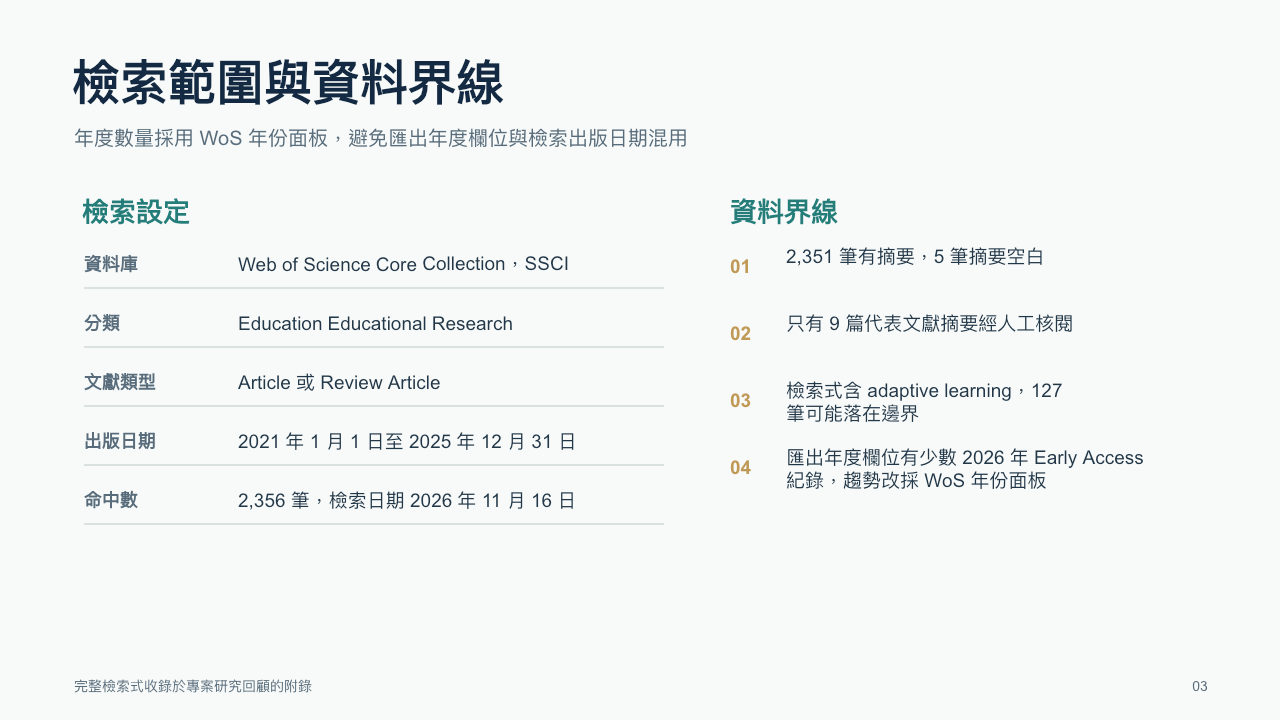 檢索範圍與資料界線
年度數量採用 WoS 年份面板，避免匯出年度欄位與檢索出版日期混用
檢索設定
資料庫 Web of Science Core Collection，SSCI
分類 Education Educational Research
文獻類型 Article 或 Review Article
出版日期 2021 年 1 月 1 日至 2025 年 12 月 31 日
命中數 2,356 筆，檢索日期 2026 年 11 月 16 日
資料界線
01 2,351 筆有摘要，5 筆摘要空白
02 只有 9 篇代表文獻摘要經人工核閱
03 檢索式含 adaptive learning，127
筆可能落在邊界
04 匯出年度欄位有少數 2026 年 Early Access
紀錄，趨勢改採 WoS 年份面板
完整檢索式收錄於專案研究回顧的附錄
03